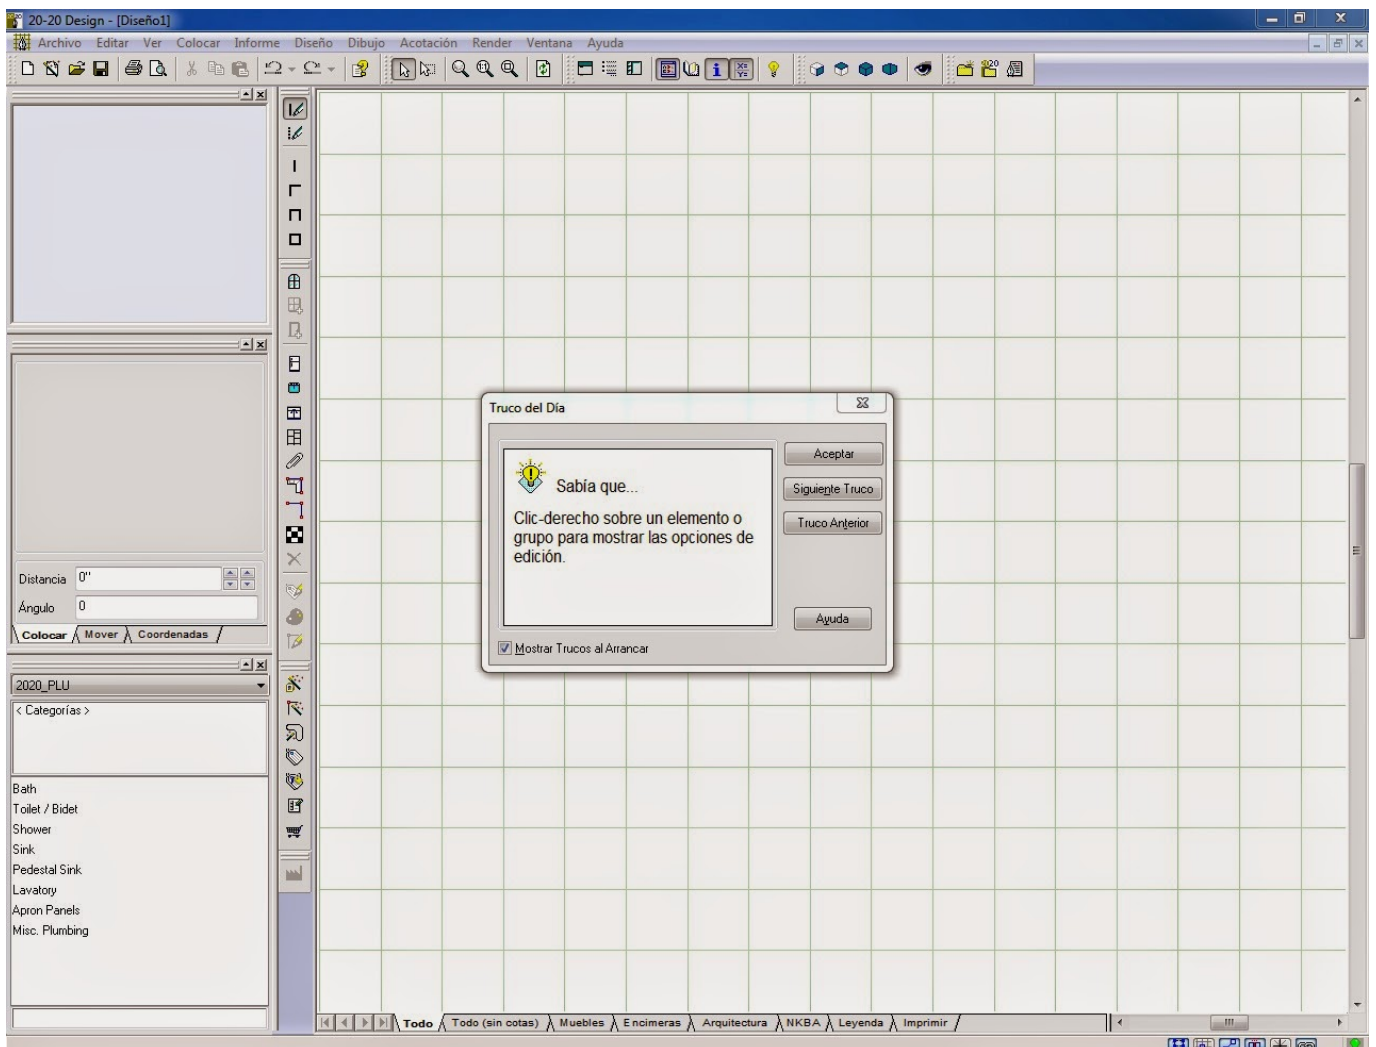 20-20 Design - [Diseño1]
Archivo Editar Ver Colocar Informe Diseño Dibujo Acotación Render Ventana Ayuda
Truco del Día
Sabía que...
Clic-derecho sobre un elemento o
grupo para mostrar las opciones de
edición.
Aceptar
Siguiente Truco
Truco Anterior
Ayuda
Mostrar Trucos al Arrancar
Distancia 0"
Ángulo 0
Colocar Mover Coordenadas
2020_PLU
< Categorías >
Bath
Toilet / Bidet
Shower
Sink
Pedestal Sink
Lavatory
Apron Panels
Misc. Plumbing
Todo Todo (sin cotas) Muebles Encimeras Arquitectura NKBA Leyenda Imprimir